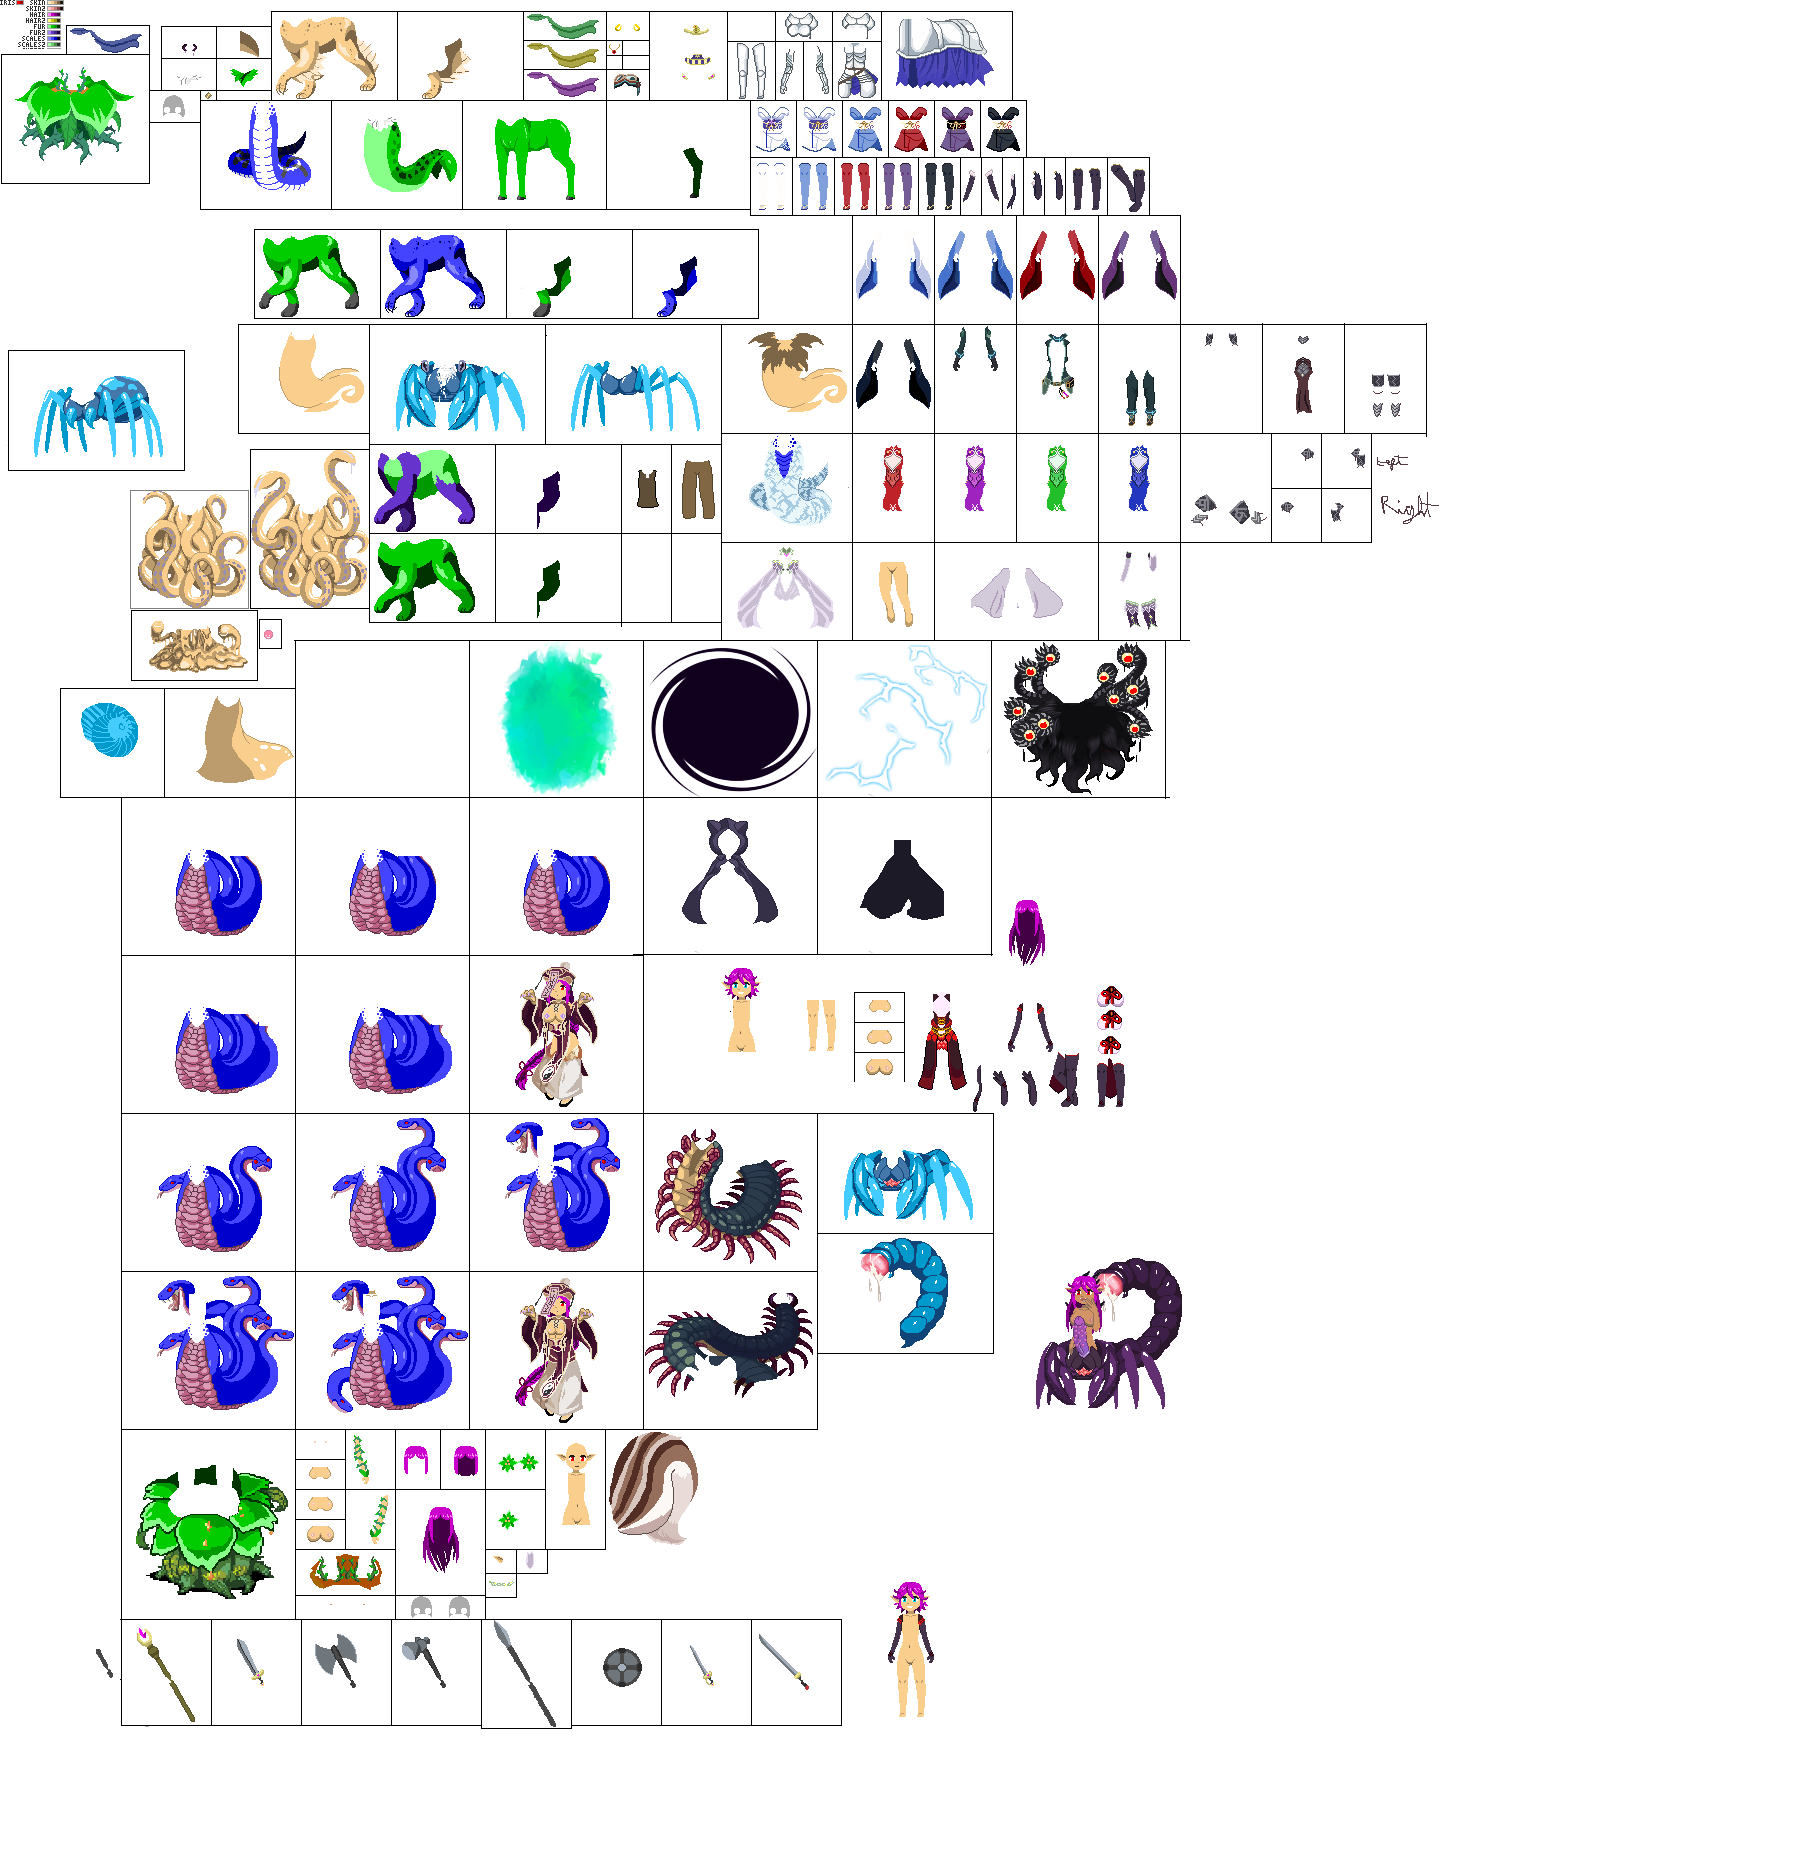 IRIS SKIN
SKIN2
HAIR
HAIR2
FUR
FUR2
SCALES
SCALES2
Left
Right